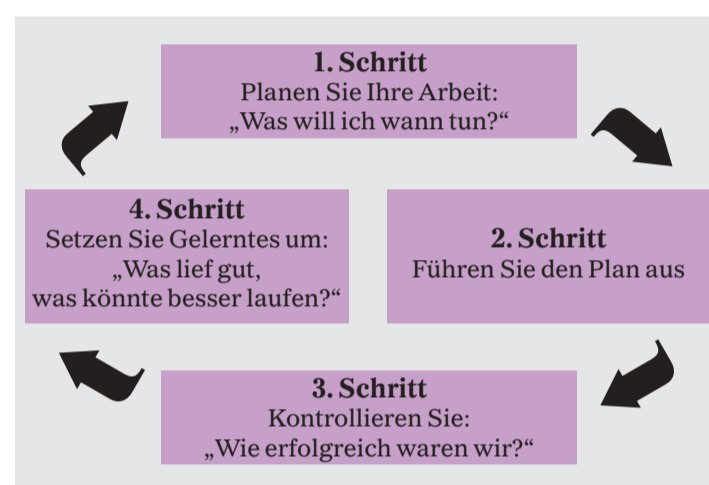 1. Schritt
Planen Sie Ihre Arbeit:
„Was will ich wann tun?“
2. Schritt
Führen Sie den Plan aus
3. Schritt
Kontrollieren Sie:
„Wie erfolgreich waren wir?“
4. Schritt
Setzen Sie Gelerntes um:
„Was lief gut,
was könnte besser laufen?“